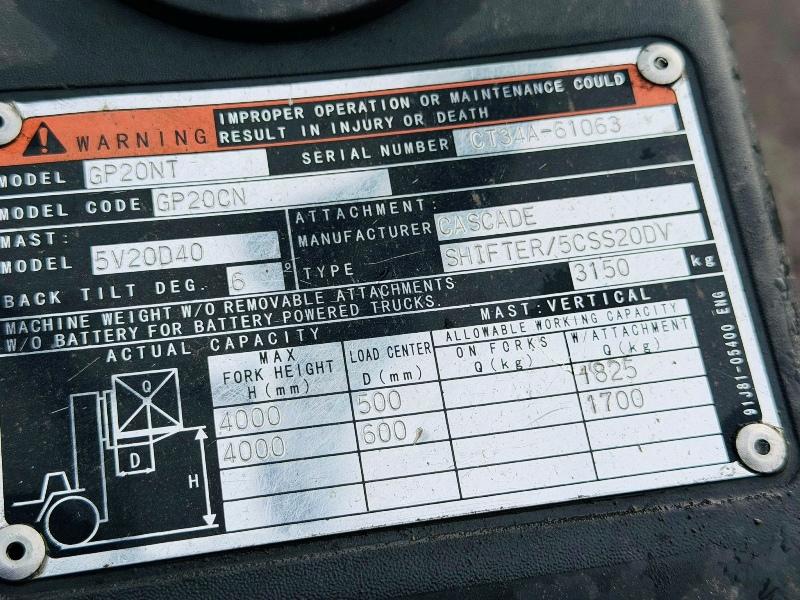 WARNING IMPROPER OPERATION OR MAINTENANCE COULD
RESULT IN INJURY OR DEATH
MODEL GP20NT SERIAL NUMBER CT34A-61063
MODEL CODE GP20CN
MAST: ATTACHMENT:
MODEL 5V20D40 MANUFACTURER CASCADE
BACK TILT DEG. 6° TYPE SHIFTER/5CSS20DV
MACHINE WEIGHT W/O REMOVABLE ATTACHMENTS 3150 kg
W/O BATTERY FOR BATTERY POWERED TRUCKS.
ACTUAL CAPACITY MAST:VERTICAL
MAX FORK HEIGHT H (mm) LOAD CENTER D (mm) ALLOWABLE WORKING CAPACITY
ON FORKS Q(kg) W/ATTACHMENT Q(kg)
4000 500 1825
4000 600 1700
Q
D
H
91J81-05400 ENG